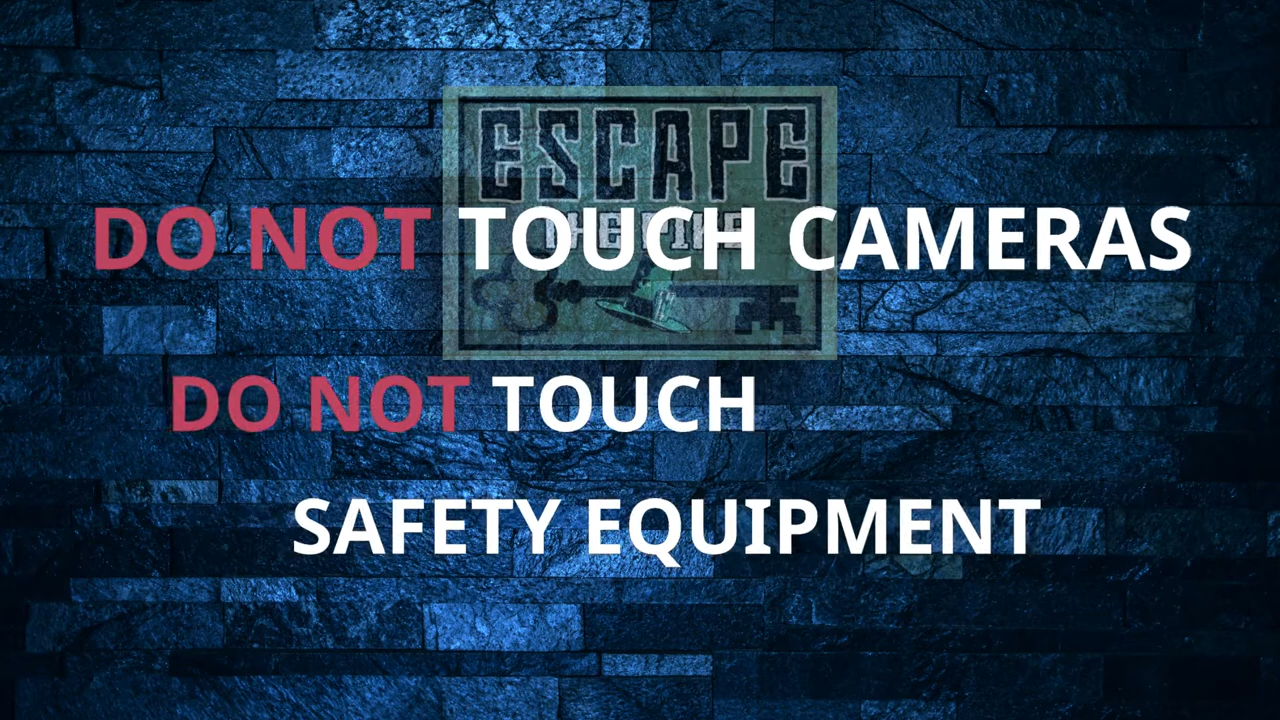 ESCAPE
DO NOT TOUCH CAMERAS
DO NOT TOUCH
SAFETY EQUIPMENT